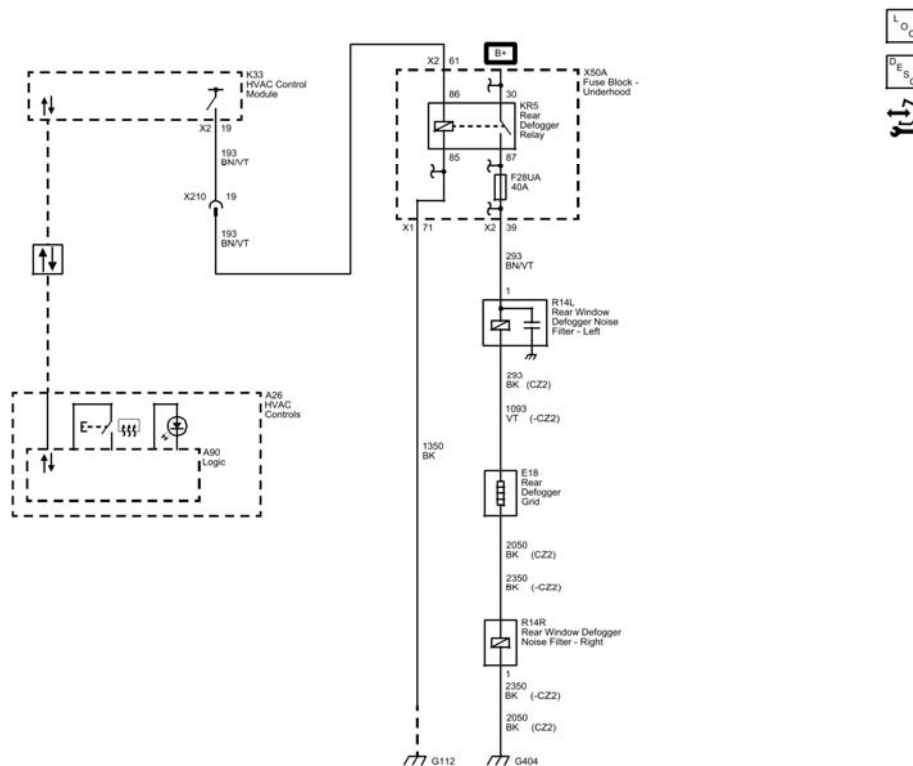 K33
HVAC Control
Module
X2 19
193
BN/VT
X210 19
193
BN/VT
A26
HVAC
Controls
A90
Logic
X2 61
B+
X50A
Fuse Block -
Underhood
86
30
KR5
Rear
Defogger
Relay
85
87
F28UA
40A
X1 71
X2 39
293
BN/VT
1
R14L
Rear Window
Defogger Noise
Filter - Left
293
BK (CZ2)
1093
VT (-CZ2)
1350
BK
E18
Rear
Defogger
Grid
2050
BK (CZ2)
2350
BK (-CZ2)
R14R
Rear Window Defogger
Noise Filter - Right
1
2350
BK (-CZ2)
2050
BK (CZ2)
G112
G404